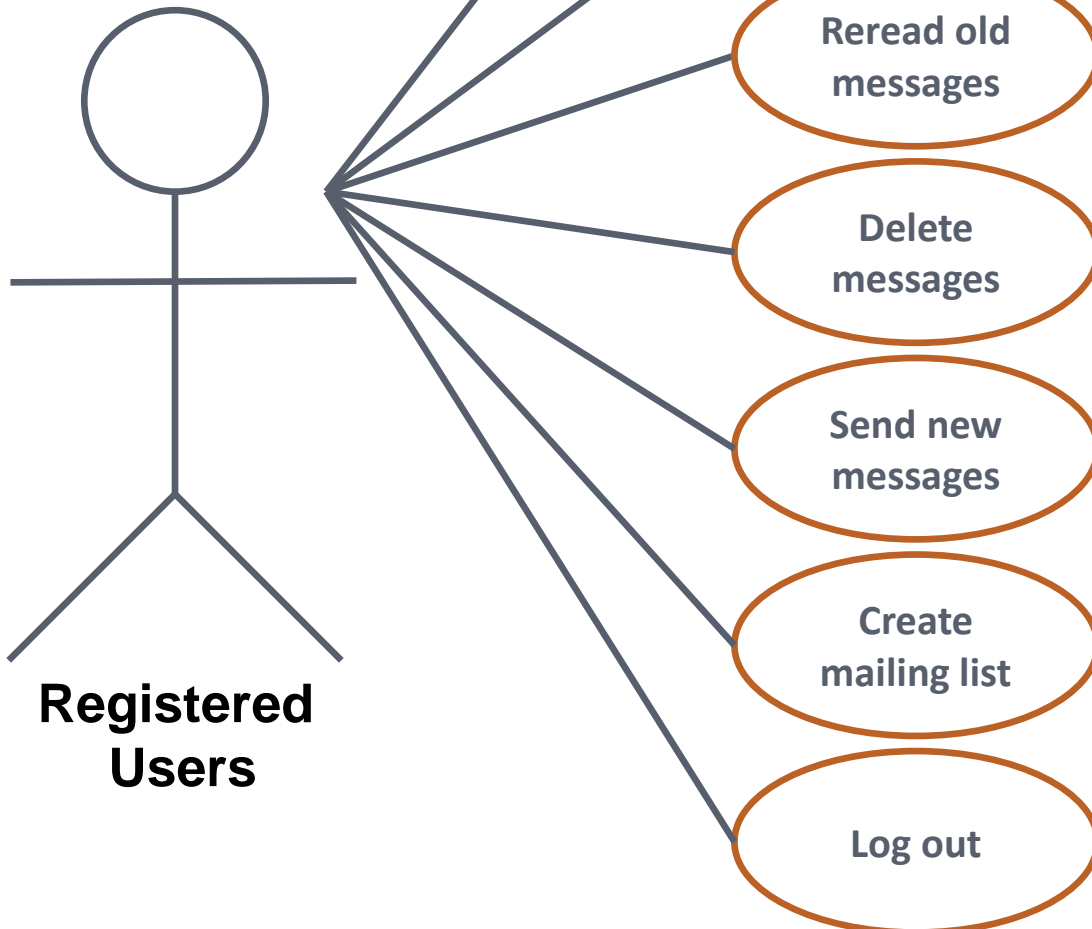 Reread old
messages
Delete
messages
Send new
messages
Create
mailing list
Log out
Registered
Users